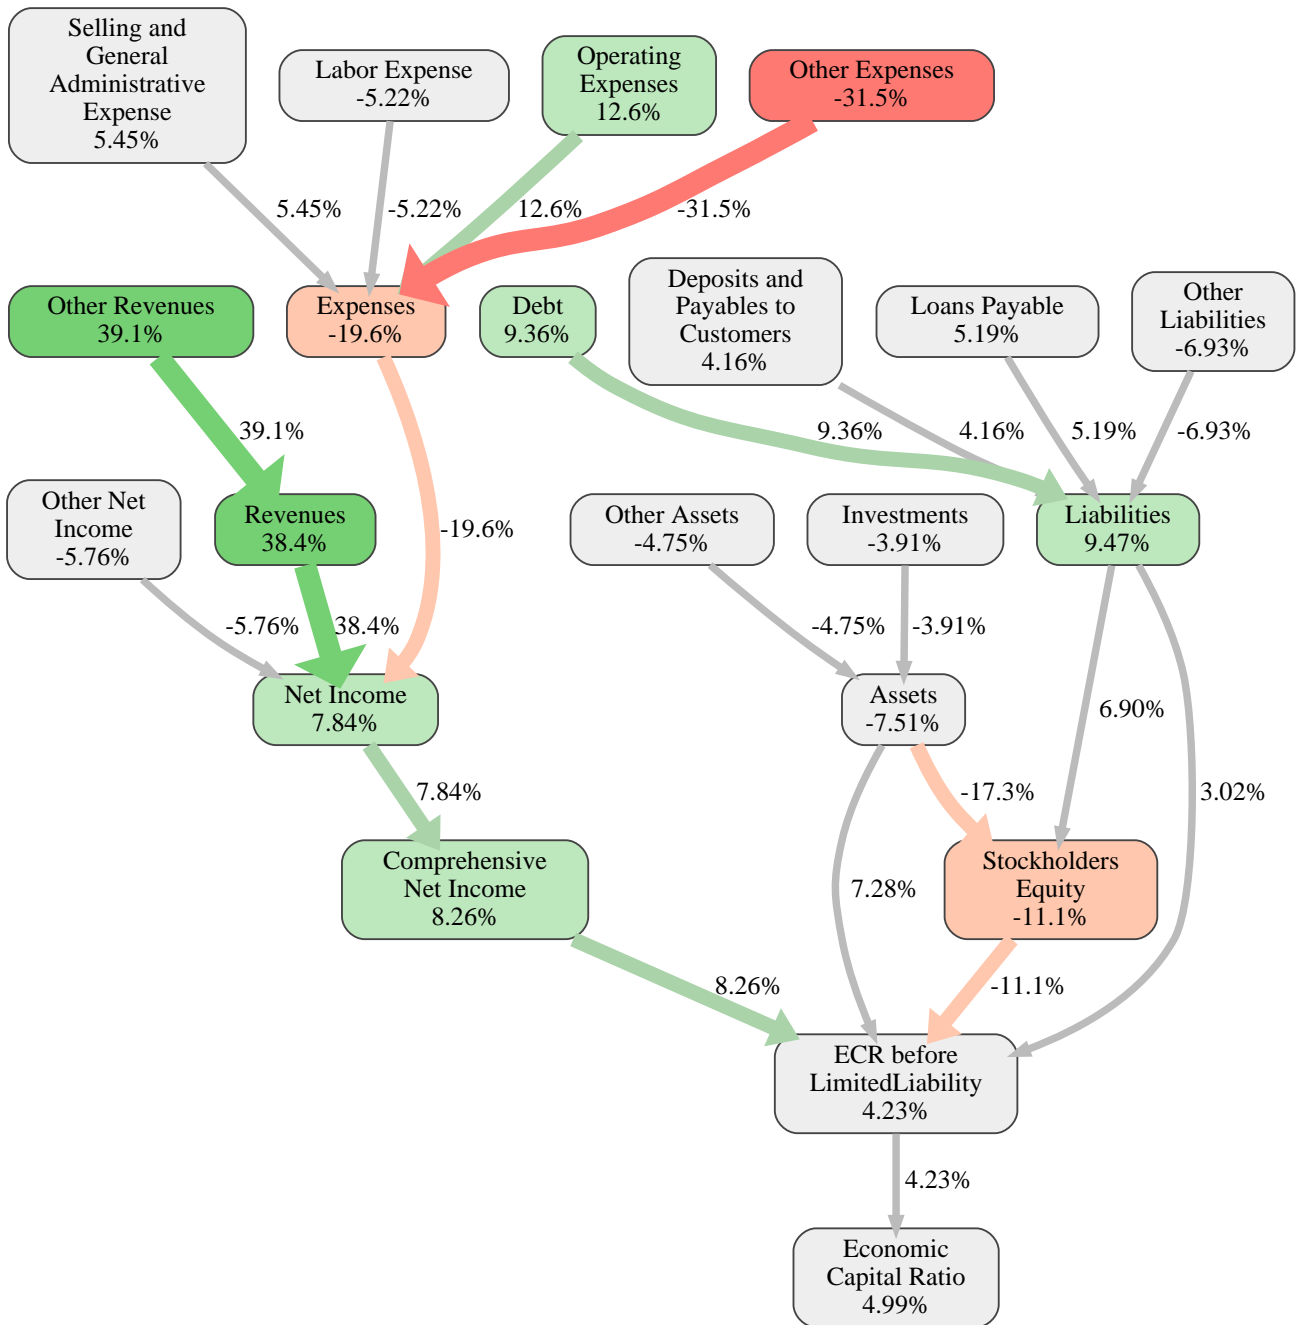 Selling and
General
Administrative
Expense
5.45%
Labor Expense
-5.22%
Operating
Expenses
12.6%
Other Expenses
-31.5%
5.45%
-5.22%
12.6%
-31.5%
Other Revenues
39.1%
Expenses
-19.6%
Debt
9.36%
Deposits and
Payables to
Customers
4.16%
Loans Payable
5.19%
Other
Liabilities
-6.93%
39.1%
9.36%
4.16%
5.19%
-6.93%
Other Net
Income
-5.76%
Revenues
38.4%
-19.6%
Other Assets
-4.75%
Investments
-3.91%
Liabilities
9.47%
-5.76%
38.4%
-4.75%
-3.91%
Net Income
7.84%
Assets
-7.51%
6.90%
7.84%
-17.3%
3.02%
Comprehensive
Net Income
8.26%
7.28%
Stockholders
Equity
-11.1%
8.26%
-11.1%
ECR before
LimitedLiability
4.23%
4.23%
Economic
Capital Ratio
4.99%